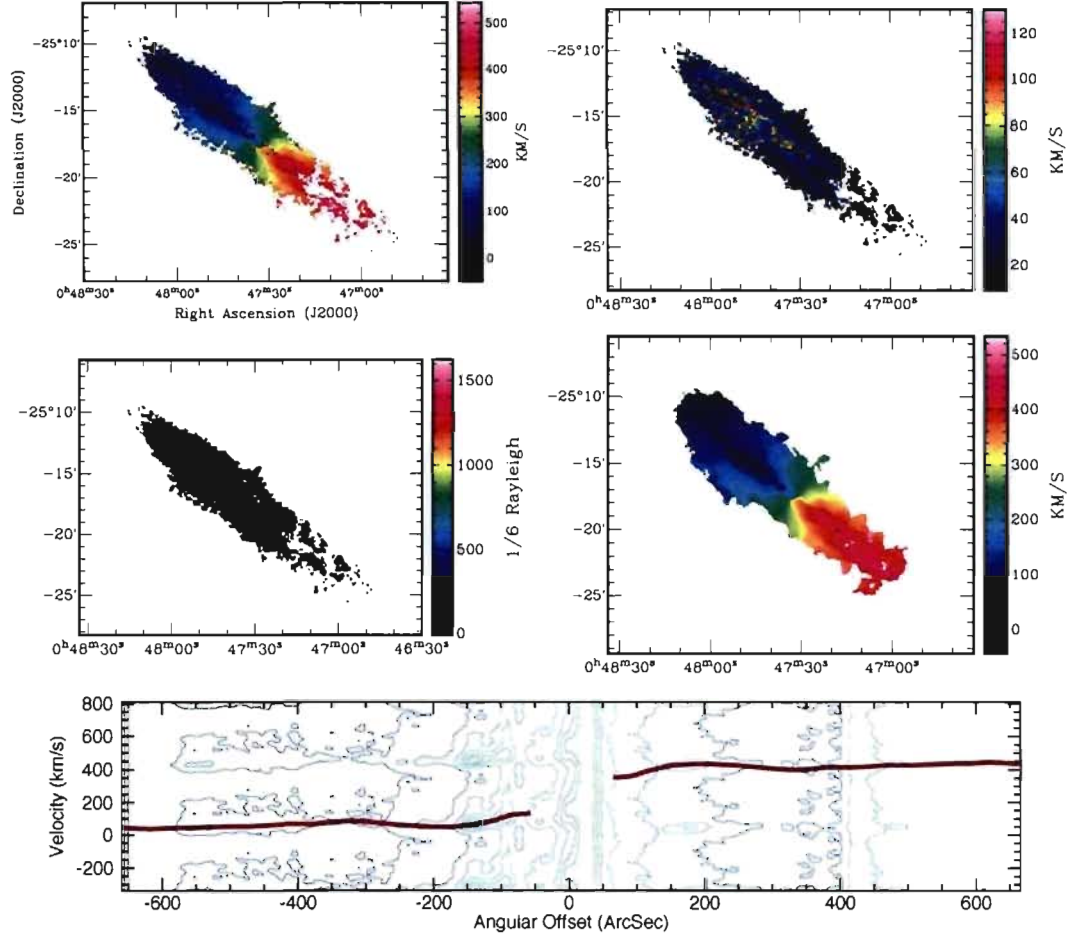 500
400
300
200
100
0
KM/S
Declination (J2000)
-25°10'
-15'
-20'
-25'
0ʰ48ᵐ30ˢ
48ᵐ00ˢ
47ᵐ30ˢ
47ᵐ00ˢ
Right Ascension (J2000)
120
100
80
60
40
20
KM/S
-25°10'
-15'
-20'
-25'
0ʰ48ᵐ30ˢ
48ᵐ00ˢ
47ᵐ30ˢ
47ᵐ00ˢ
1500
1000
500
0
1/6 Rayleigh
-25°10'
-15'
-20'
-25'
0ʰ48ᵐ30ˢ
48ᵐ00ˢ
47ᵐ30ˢ
47ᵐ00ˢ
46ᵐ30ˢ
500
400
300
200
100
0
KM/S
-25°10'
-15'
-20'
-25'
0ʰ48ᵐ30ˢ
48ᵐ00ˢ
47ᵐ30ˢ
47ᵐ00ˢ
800
600
400
200
0
-200
Velocity (km/s)
-600
-400
-200
0
200
400
600
Angular Offset (ArcSec)